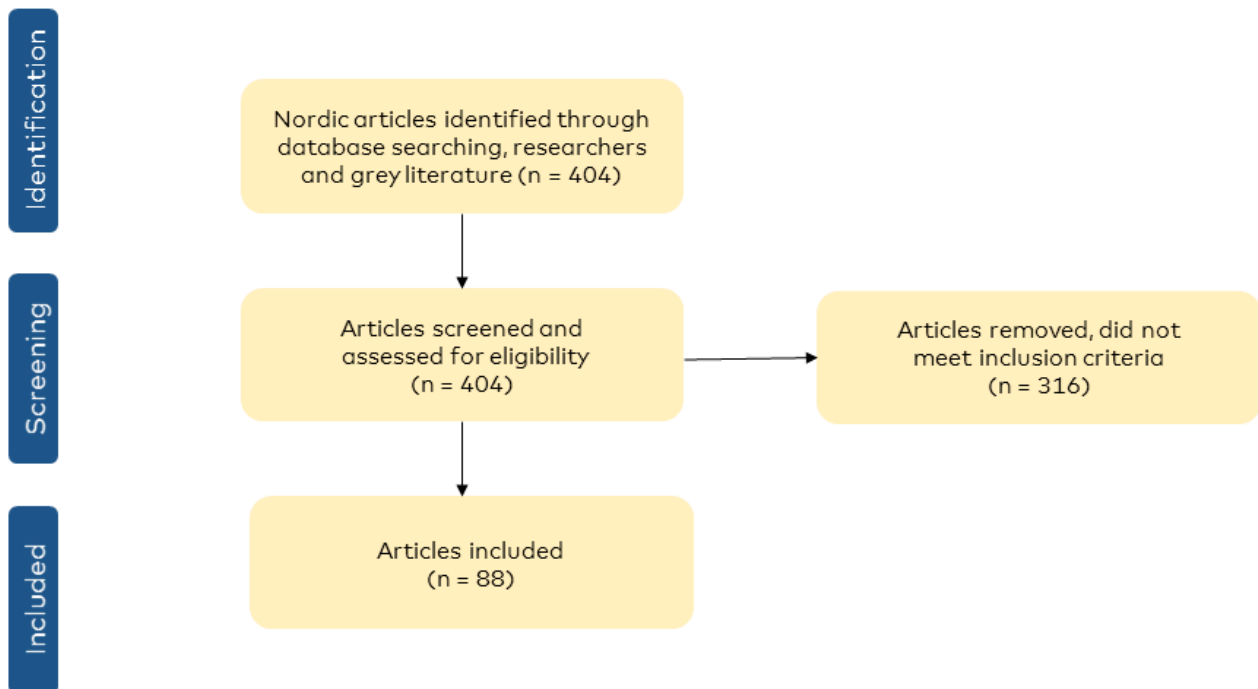 Identification
Nordic articles identified through
database searching, researchers
and grey literature (n = 404)
Screening
Articles screened and
assessed for eligibility
(n = 404)
Articles removed, did not
meet inclusion criteria
(n = 316)
Included
Articles included
(n = 88)